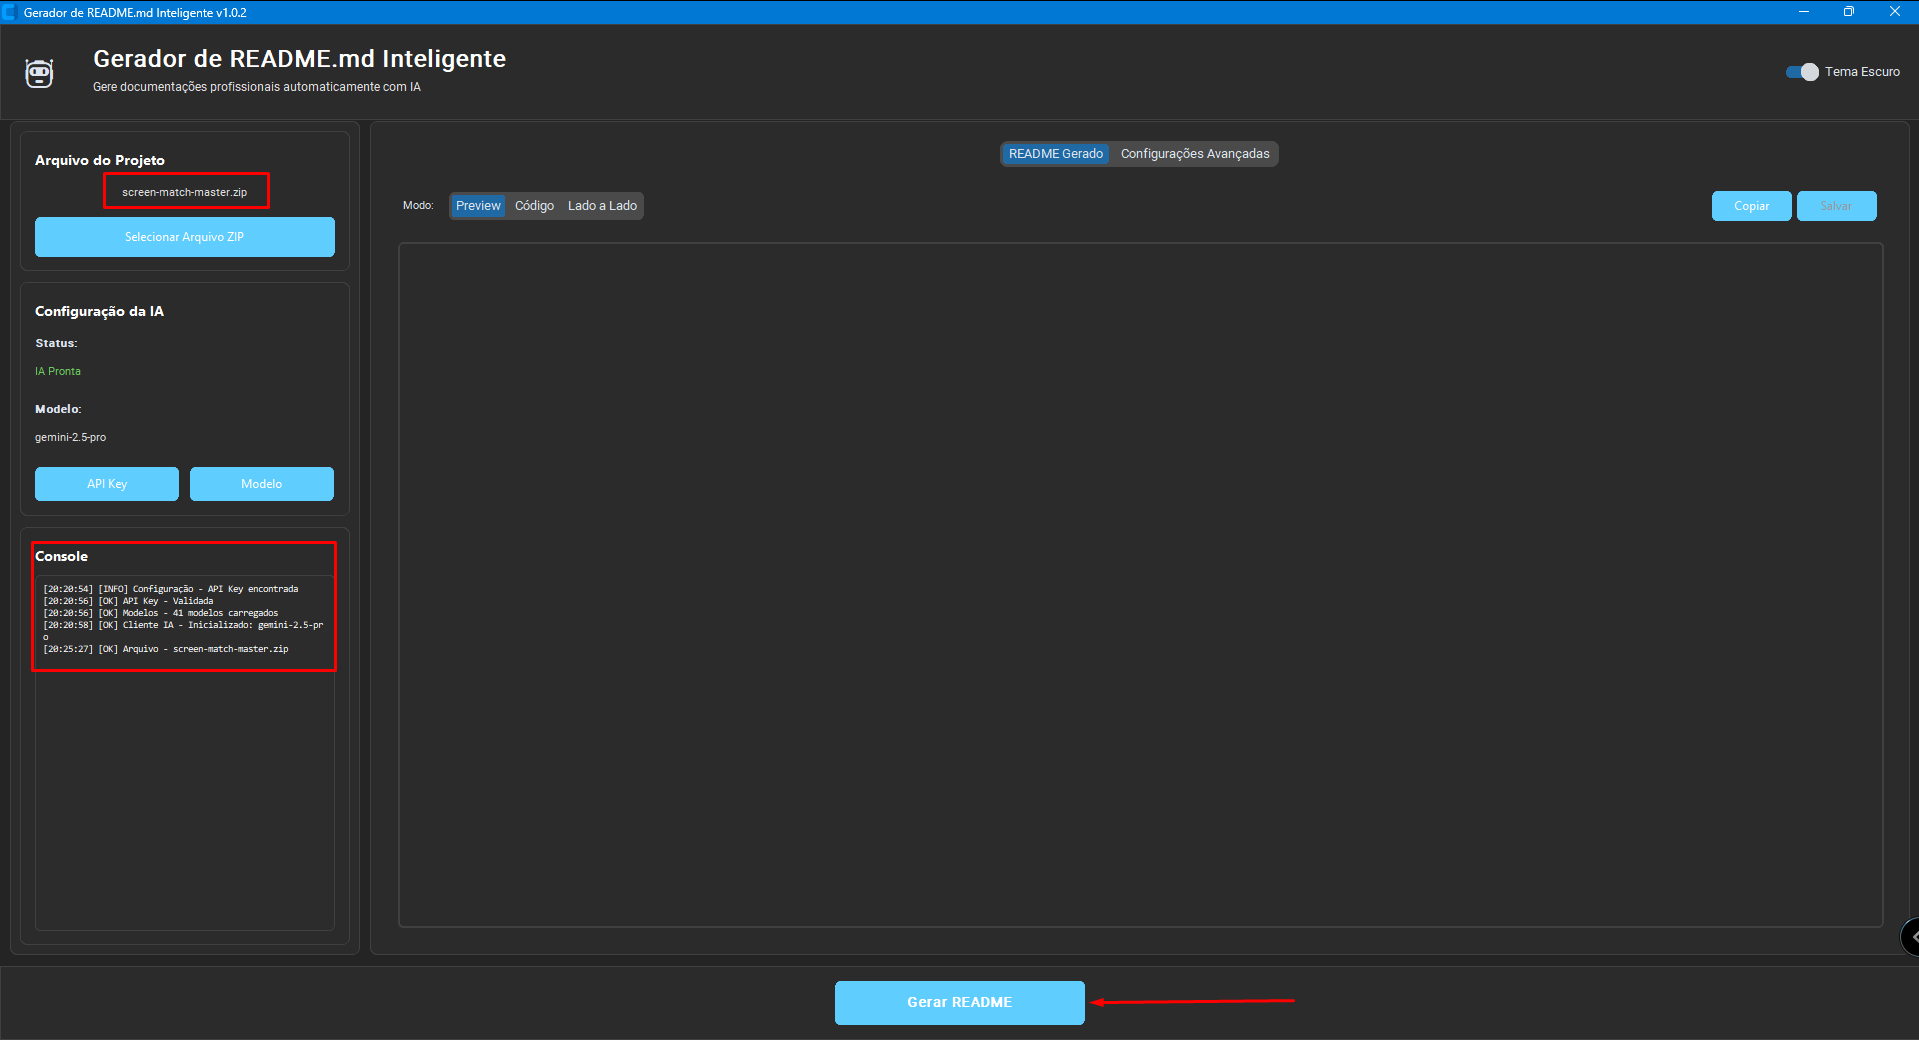 Gerador de README.md Inteligente v1.0.2
Gerador de README.md Inteligente
Gere documentações profissionais automaticamente com IA
Tema Escuro
Arquivo do Projeto
screen-match-master.zip
Selecionar Arquivo ZIP
Configuração da IA
Status:
IA Pronta
Modelo:
gemini-2.5-pro
API Key
Modelo
Console
[20:20:54] [INFO] Configuração - API Key encontrada
[20:20:56] [OK] API Key - Validada
[20:20:56] [OK] Modelos - 41 modelos carregados
[20:20:58] [OK] Cliente IA - Inicializado: gemini-2.5-pr
o
[20:25:27] [OK] Arquivo - screen-match-master.zip
README Gerado
Configurações Avançadas
Modo:
Preview
Código
Lado a Lado
Copiar
Salvar
Gerar README